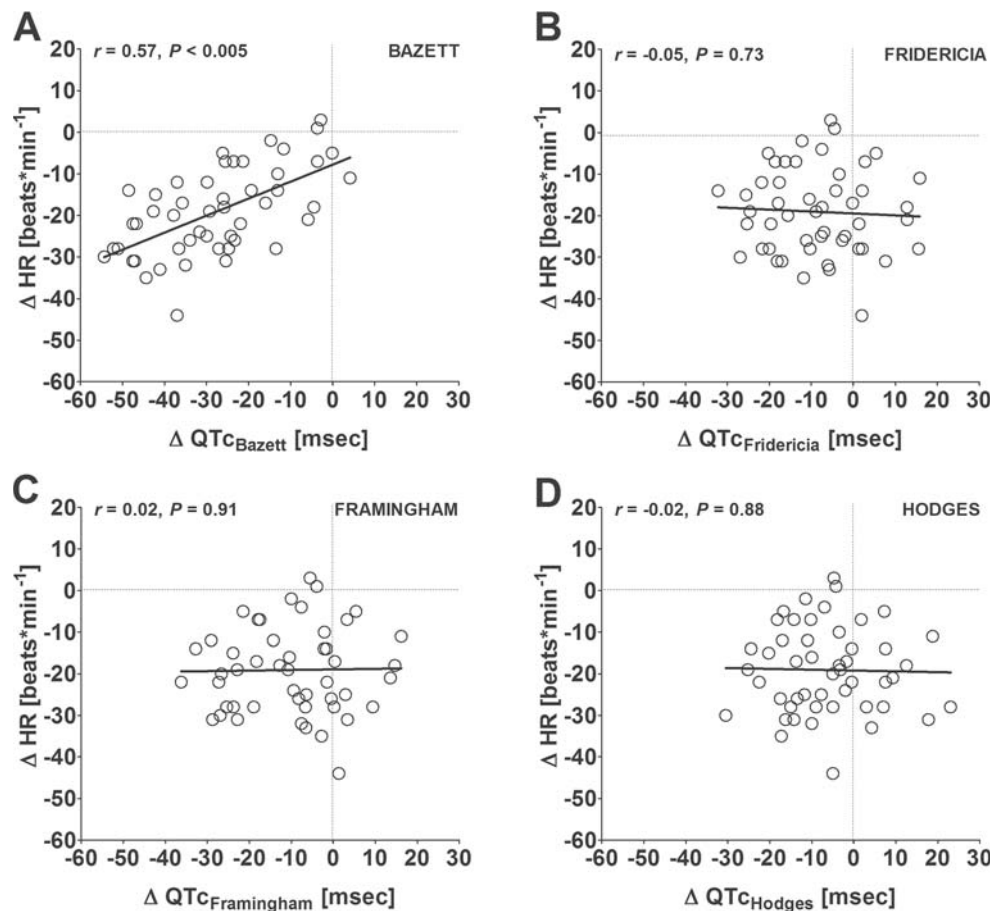 A
B
r = 0.57, P < 0.005
BAZETT
r = -0.05, P = 0.73
FRIDERICIA
20
10
0
-10
-20
-30
-40
-50
-60
Δ HR [beats*min⁻¹]
-60 -50 -40 -30 -20 -10 0 10 20 30
Δ QTcBazett [msec]
20
10
0
-10
-20
-30
-40
-50
-60
Δ HR [beats*min⁻¹]
-60 -50 -40 -30 -20 -10 0 10 20 30
Δ QTcFridericia [msec]
C
D
r = 0.02, P = 0.91
FRAMINGHAM
r = -0.02, P = 0.88
HODGES
20
10
0
-10
-20
-30
-40
-50
-60
Δ HR [beats*min⁻¹]
-60 -50 -40 -30 -20 -10 0 10 20 30
Δ QTcFramingham [msec]
20
10
0
-10
-20
-30
-40
-50
-60
Δ HR [beats*min⁻¹]
-60 -50 -40 -30 -20 -10 0 10 20 30
Δ QTcHodges [msec]